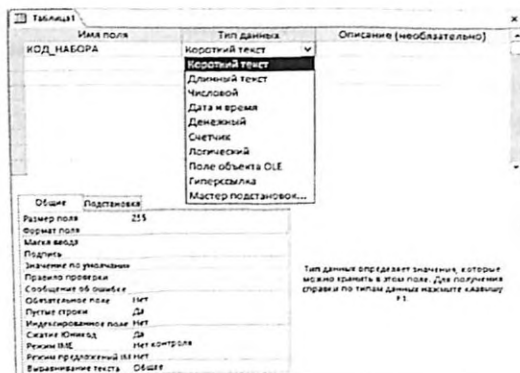 Таблица1
Имя поля Тип данных Описание (необязательно)
КОД_НАБОРА Короткий текст
Короткий текст
Длинный текст
Числовой
Дата и время
Денежный
Счетчик
Логический
Поле объекта OLE
Гиперссылка
Мастер подстановок...
Общие Подстановка
Размер поля 255
Формат поля
Маска ввода
Подпись
Значение по умолчанию
Правило проверки
Сообщение об ошибке
Обязательное поле Нет
Пустые строки Да
Индексированное поле Нет
Сжатие Юникод Да
Режим IME Нет контроля
Режим предложений IM Нет
Выравнивание текста Общее
Тип данных определяет значения, которые
можно хранить в этом поле. Для получения
справки по типам данных нажмите клавишу
F1.